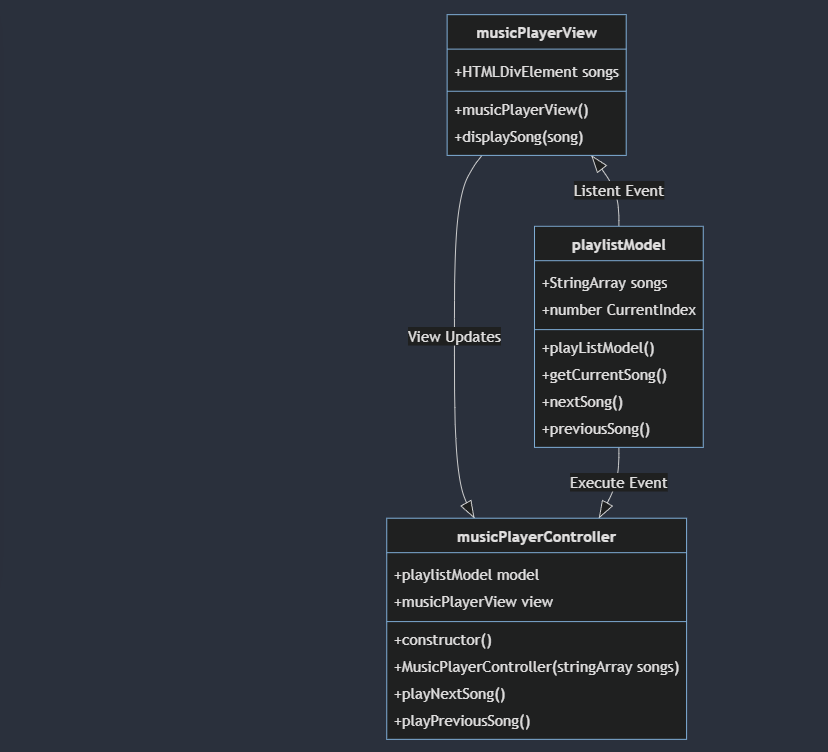 musicPlayerView
+HTMLDivElement songs
+musicPlayerView()
+displaySong(song)
Listent Event
playlistModel
+StringArray songs
+number CurrentIndex
View Updates
+playListModel()
+getCurrentSong()
+nextSong()
+previousSong()
Execute Event
musicPlayerController
+playlistModel model
+musicPlayerView view
+constructor()
+MusicPlayerController(stringArray songs)
+playNextSong()
+playPreviousSong()